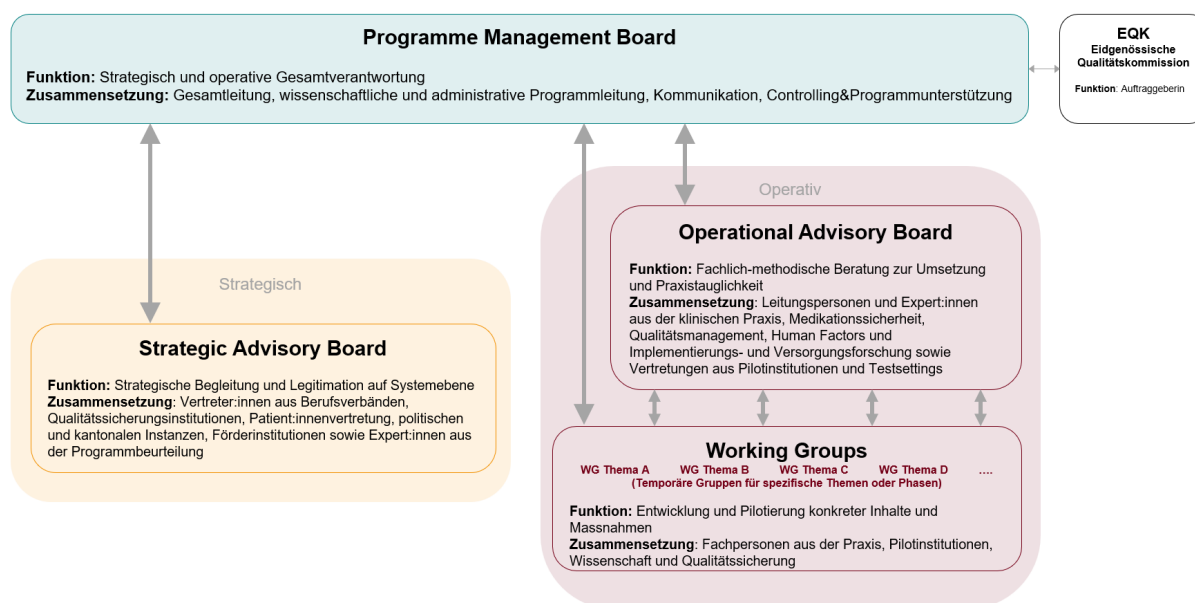 Programme Management Board
Funktion: Strategisch und operative Gesamtverantwortung
Zusammensetzung: Gesamtleitung, wissenschaftliche und administrative Programmleitung, Kommunikation, Controlling&Programmunterstützung
EQK
Eidgenössische
Qualitätskommission
Funktion: Auftraggeberin
Strategisch
Strategic Advisory Board
Funktion: Strategische Begleitung und Legitimation auf Systemebene
Zusammensetzung: Vertreter:innen aus Berufsverbänden,
Qualitätssicherungsinstitutionen, Patient:innenvertretung, politischen
und kantonalen Instanzen, Förderinstitutionen sowie Expert:innen aus
der Programmbeurteilung
Operativ
Operational Advisory Board
Funktion: Fachlich-methodische Beratung zur Umsetzung
und Praxistauglichkeit
Zusammensetzung: Leitungspersonen und Expert:innen
aus der klinischen Praxis, Medikationssicherheit,
Qualitätsmanagement, Human Factors und
Implementierungs- und Versorgungsforschung sowie
Vertretungen aus Pilotinstitutionen und Testsettings
Working Groups
WG Thema A WG Thema B WG Thema C WG Thema D ....
(Temporäre Gruppen für spezifische Themen oder Phasen)
Funktion: Entwicklung und Pilotierung konkreter Inhalte und
Massnahmen
Zusammensetzung: Fachpersonen aus der Praxis, Pilotinstitutionen,
Wissenschaft und Qualitätssicherung